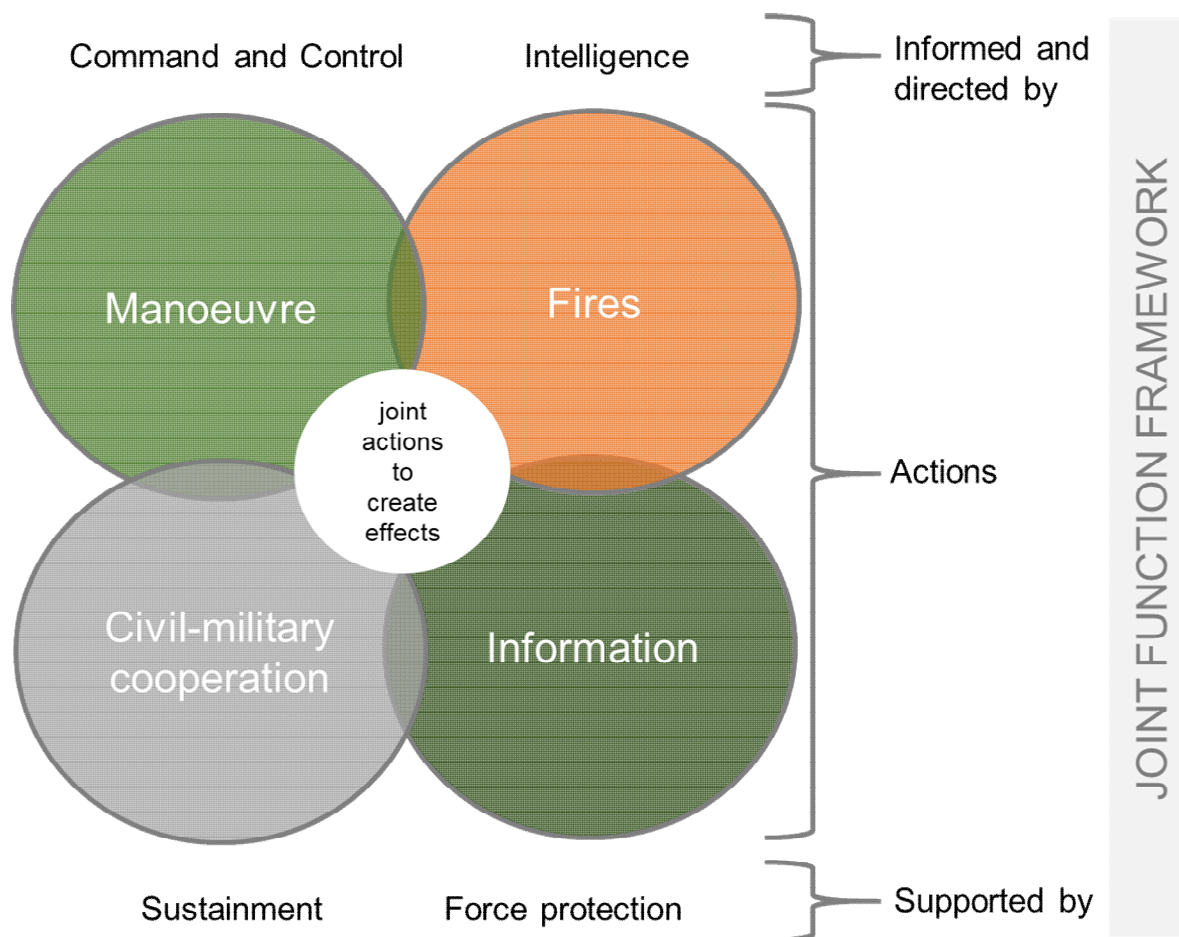 Command and Control
Intelligence
Informed and
directed by
Manoeuvre
Fires
joint
actions
to
create
effects
Actions
Civil-military
cooperation
Information
Sustainment
Force protection
Supported by
JOINT FUNCTION FRAMEWORK